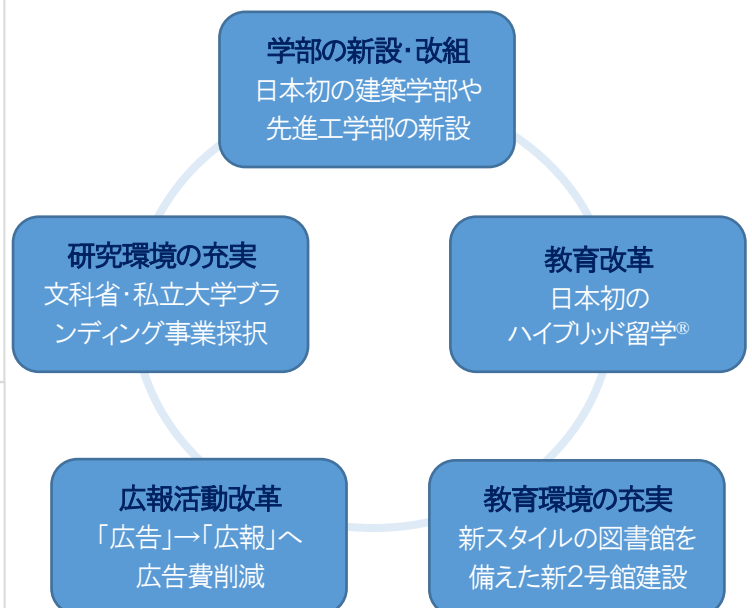 学部の新設・改組
日本初の建築学部や
先進工学部の新設
研究環境の充実
文科省・私立大学ブラ
ンディング事業採択
教育改革
日本初の
ハイブリッド留学®
広報活動改革
「広告」→「広報」へ
広告費削減
教育環境の充実
新スタイルの図書館を
備えた新2号館建設